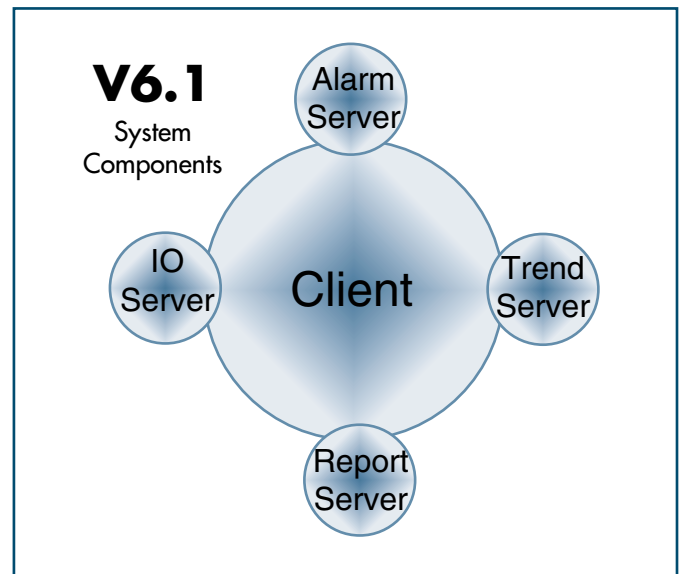 V6.1
System
Components
Alarm
Server
IO
Server
Client
Trend
Server
Report
Server